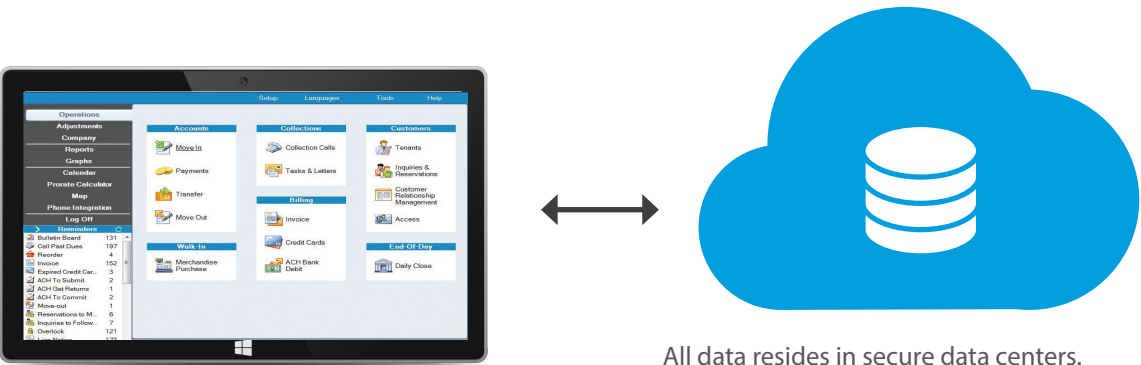 Setup Languages Tools Help
Operations
Adjustments
Company
Reports
Graphs
Calendar
Prorate Calculator
Map
Phone Integration
Log Off
Reminders
Bulletin Board 131
Call Past Dues 197
Reorder 4
Invoice 152
Expired Credit Car... 3
ACH To Submit 2
ACH Get Returns 1
ACH To Commit 2
Move-out 1
Reservations to M... 6
Inquiries to Follow... 7
Overlock 121
Accounts
Move In
Payments
Transfer
Move Out
Walk-In
Merchandise
Purchase
Collections
Collection Calls
Tasks & Letters
Billing
Invoice
Credit Cards
ACH Bank
Debit
Customers
Tenants
Inquiries &
Reservations
Customer
Relationship
Management
Access
End-Of-Day
Daily Close
All data resides in secure data centers.